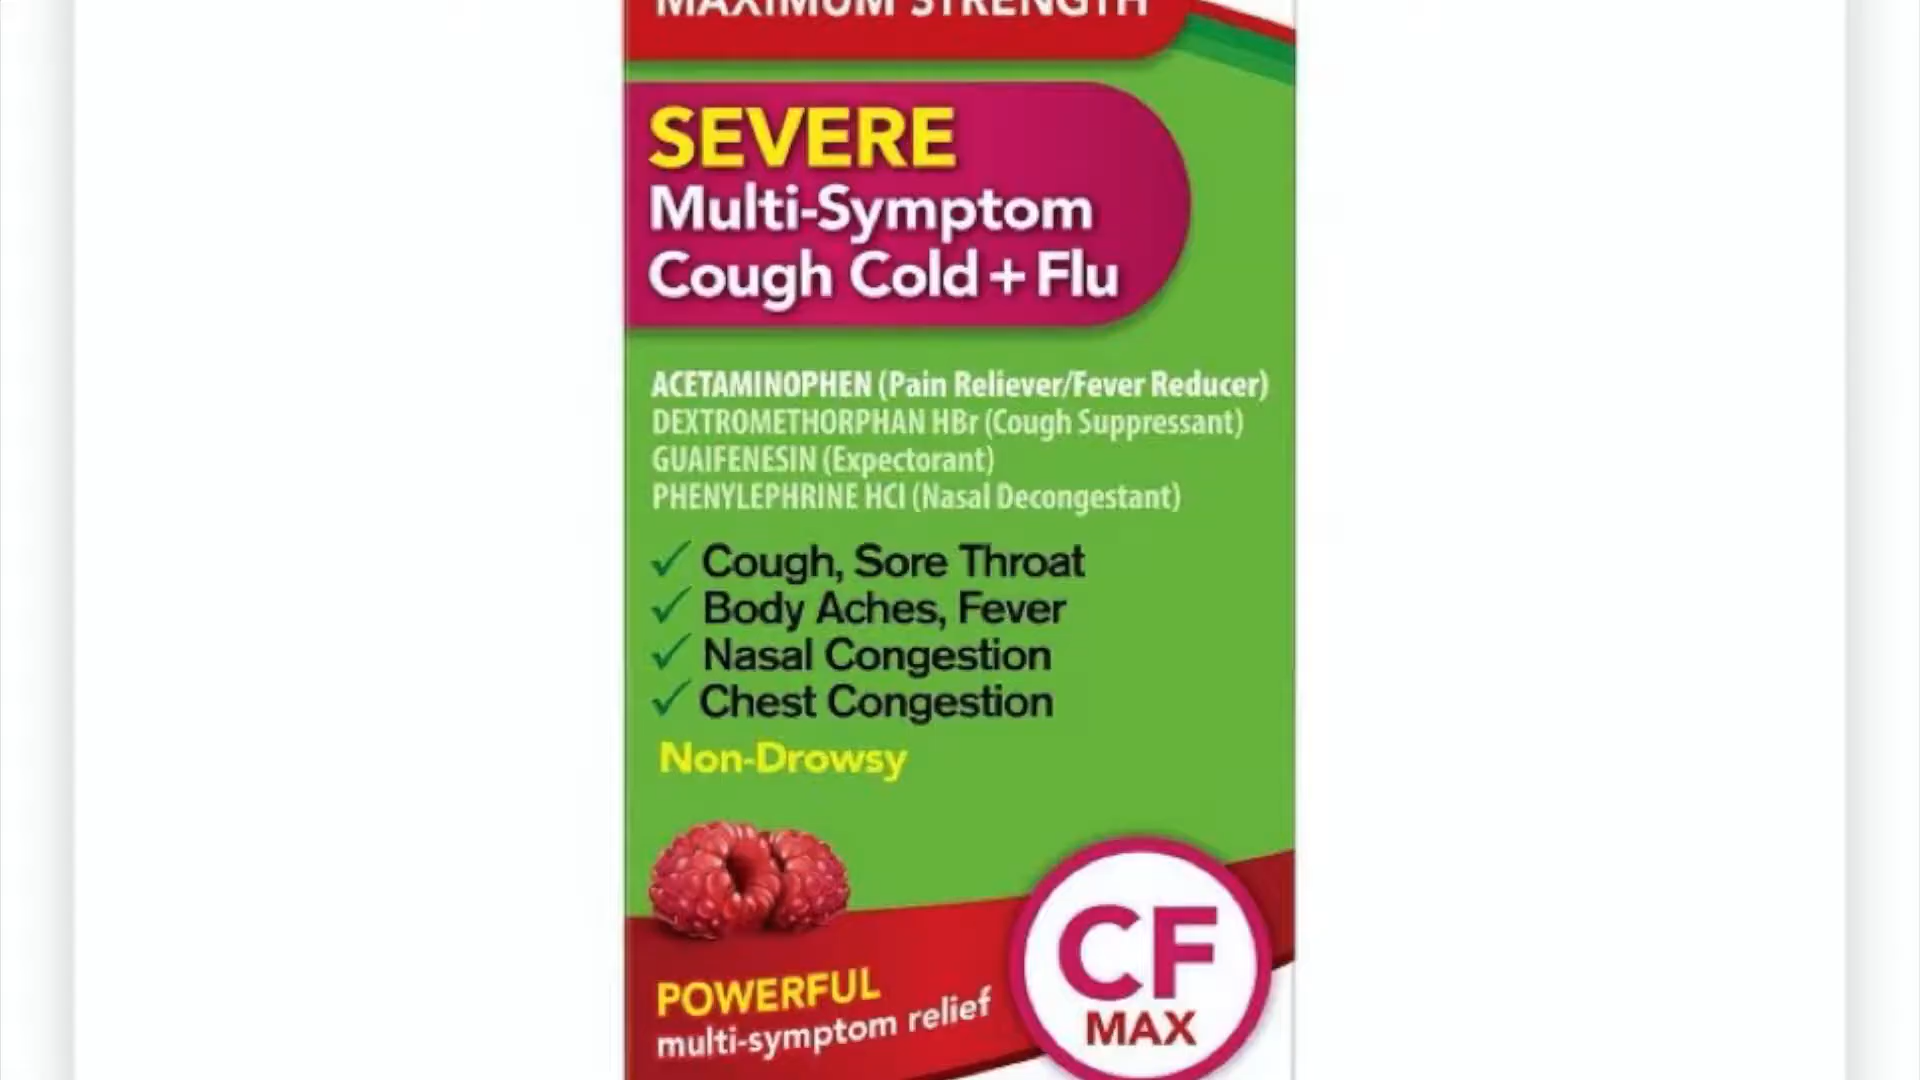 MAXIMUM STRENGTH
SEVERE
Multi-Symptom
Cough Cold + Flu
ACETAMINOPHEN (Pain Reliever/Fever Reducer)
DEXTROMETHORPHAN HBr (Cough Suppressant)
GUAIFENESIN (Expectorant)
PHENYLEPHRINE HCl (Nasal Decongestant)
✓ Cough, Sore Throat
✓ Body Aches, Fever
✓ Nasal Congestion
✓ Chest Congestion
Non-Drowsy
POWERFUL
multi-symptom relief
CF
MAX